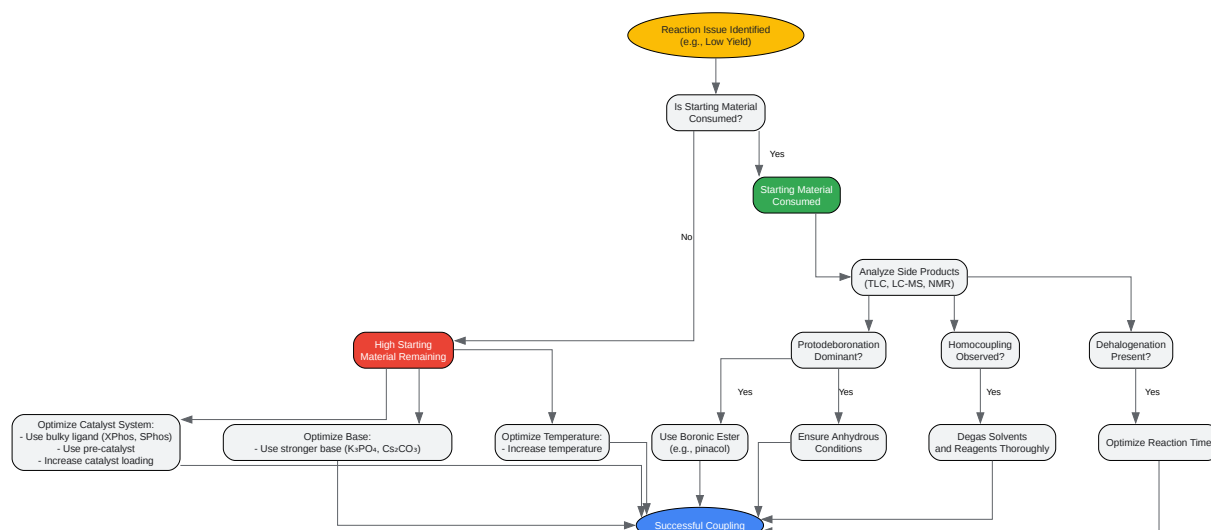 Reaction Issue Identified
(e.g., Low Yield)
Is Starting Material
Consumed?
Yes
Starting Material
Consumed
No
Analyze Side Products
(TLC, LC-MS, NMR)
High Starting
Material Remaining
Protodeboronation
Dominant?
Homocoupling
Observed?
Dehalogenation
Present?
Yes
Yes
Yes
Yes
Optimize Catalyst System:
- Use bulky ligand (XPhos, SPhos)
- Use pre-catalyst
- Increase catalyst loading
Optimize Base:
- Use stronger base (K₃PO₄, Cs₂CO₃)
Optimize Temperature:
- Increase temperature
Use Boronic Ester
(e.g., pinacol)
Ensure Anhydrous
Conditions
Degas Solvents
and Reagents Thoroughly
Optimize Reaction Time
Successful Coupling